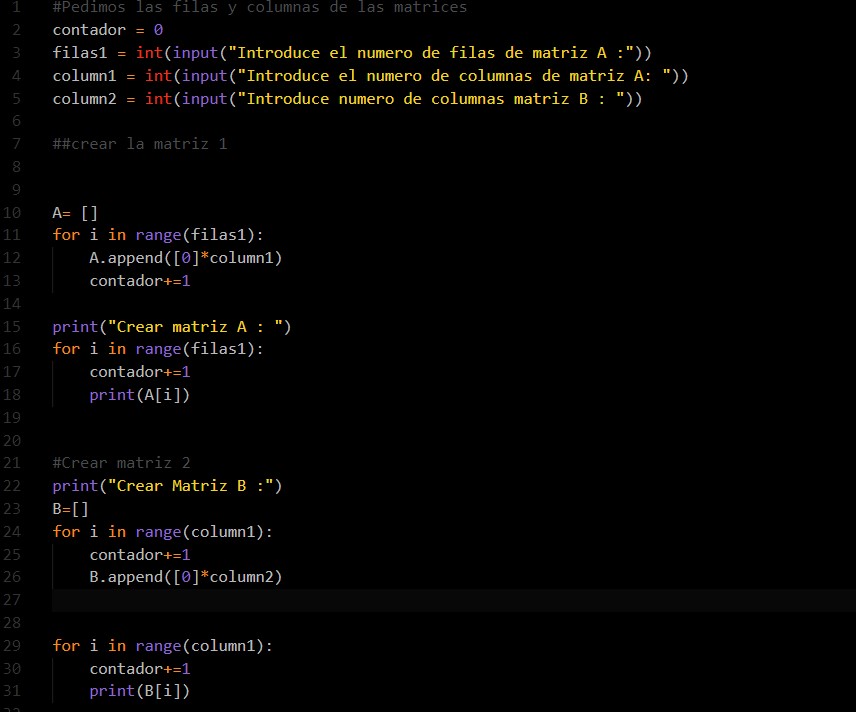 1 #Pedimos las filas y columnas de las matrices
2 contador = 0
3 filas1 = int(input("Introduce el numero de filas de matriz A :"))
4 column1 = int(input("Introduce el numero de columnas de matriz A: "))
5 column2 = int(input("Introduce numero de columnas matriz B : "))
6
7 ##crear la matriz 1
8
9
10 A= []
11 for i in range(filas1):
12     A.append([0]*column1)
13     contador+=1
14
15 print("Crear matriz A : ")
16 for i in range(filas1):
17     contador+=1
18     print(A[i])
19
20
21 #Crear matriz 2
22 print("Crear Matriz B :")
23 B=[]
24 for i in range(column1):
25     contador+=1
26     B.append([0]*column2)
27
28
29 for i in range(column1):
30     contador+=1
31     print(B[i])